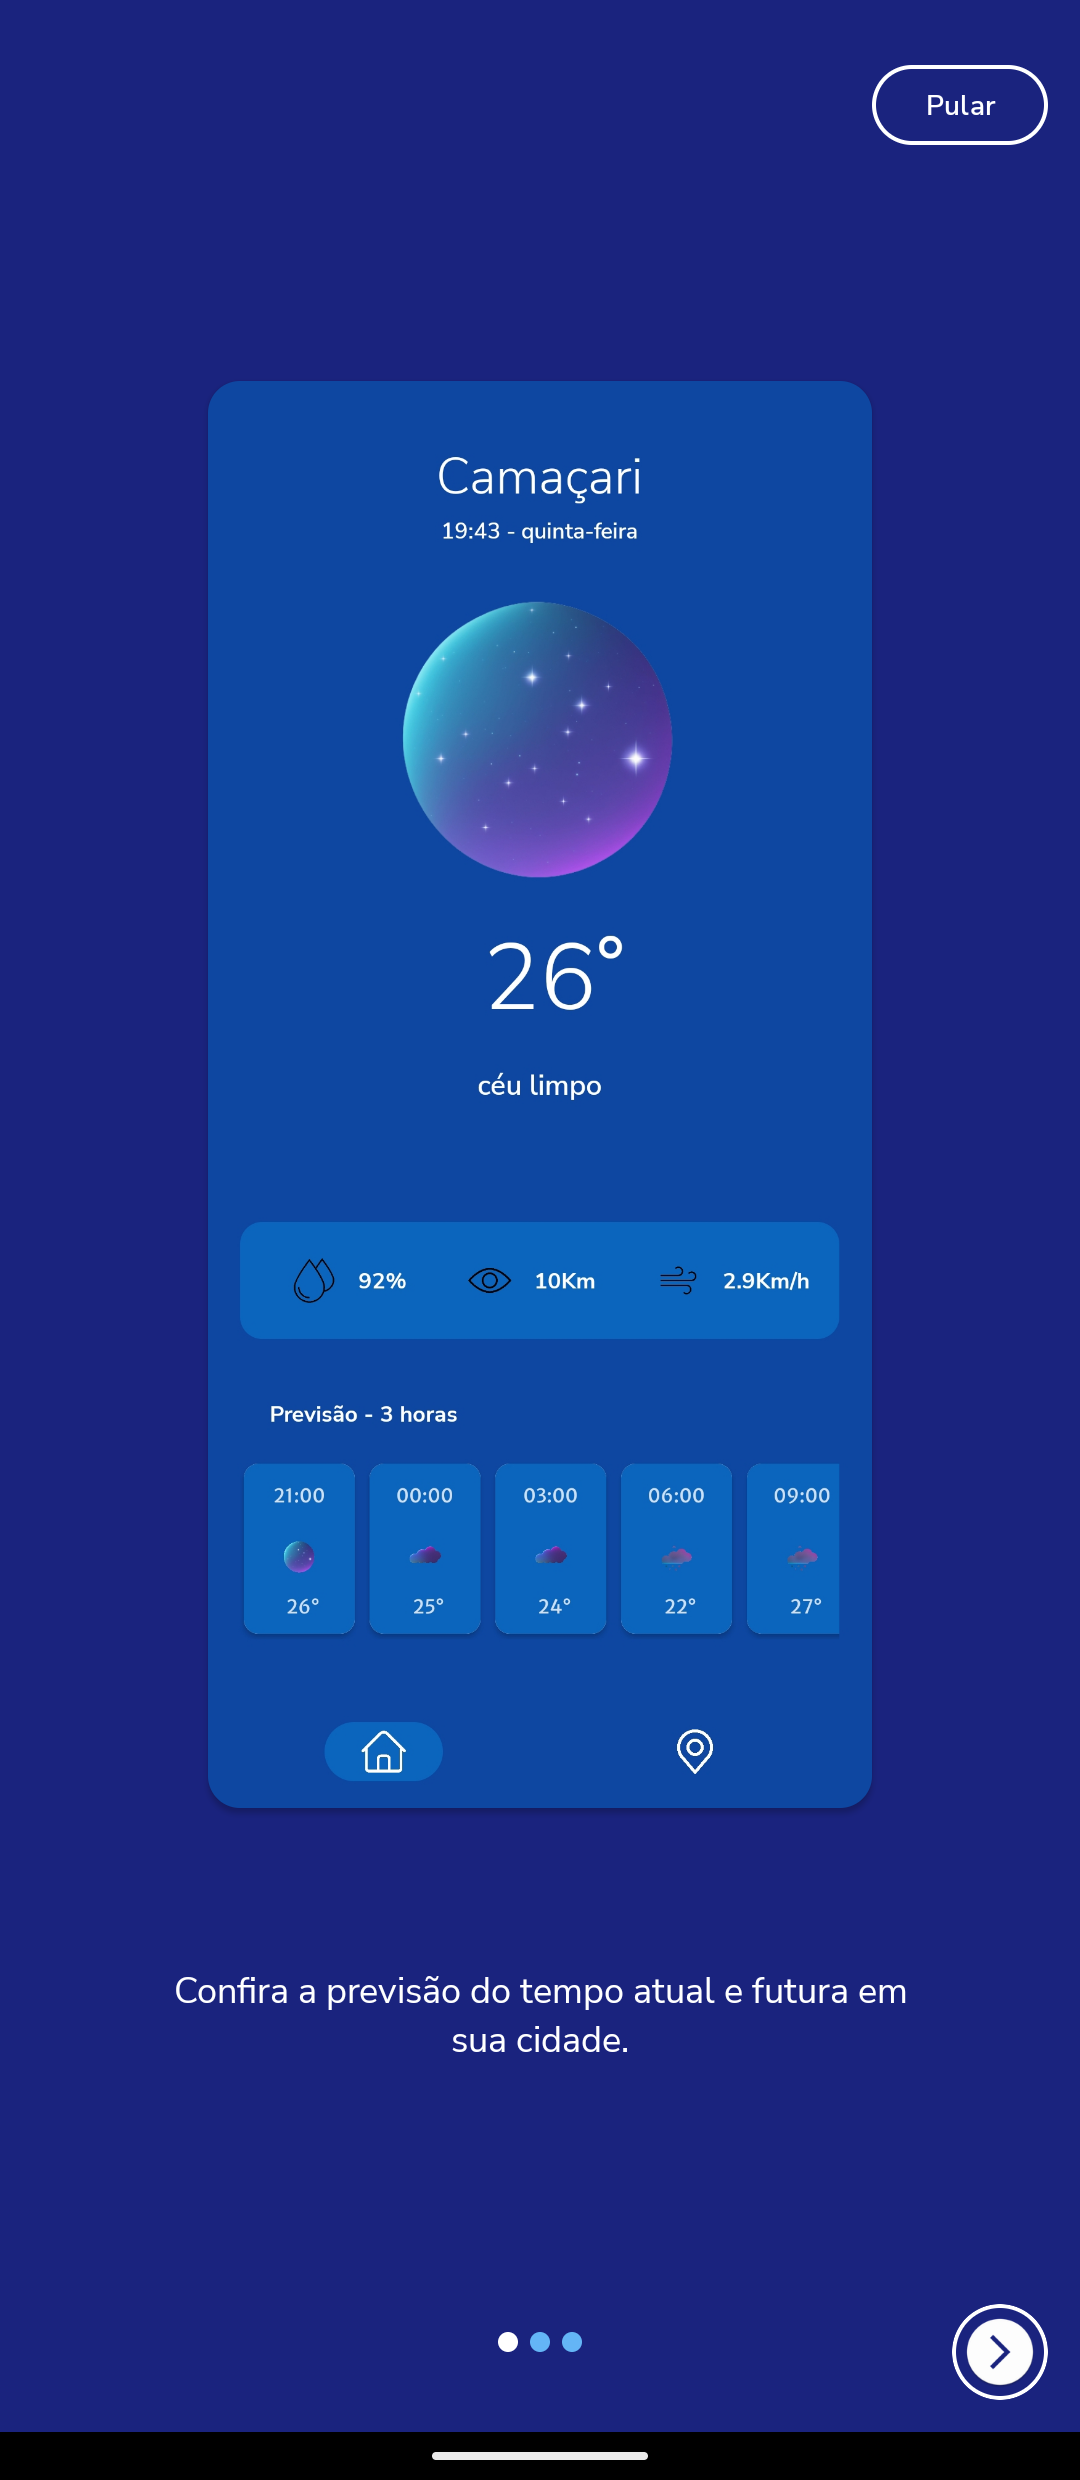 Pular
Camaçari
19:43 - quinta-feira
26°
céu limpo
92% 10Km 2.9Km/h
Previsão - 3 horas
21:00 00:00 03:00 06:00 09:00
26° 25° 24° 22° 27°
Confira a previsão do tempo atual e futura em
sua cidade.